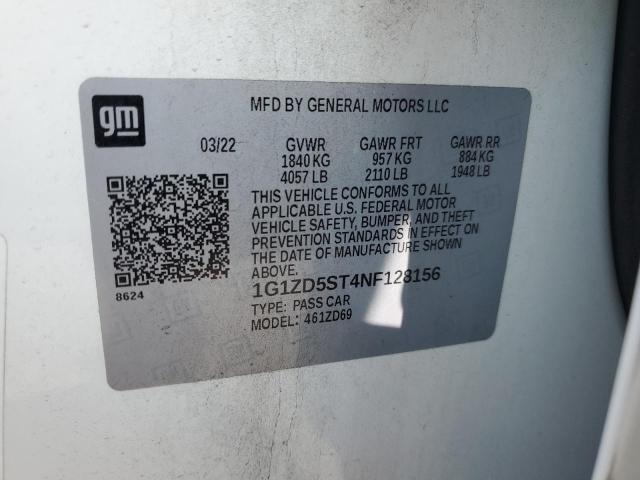 gm
MFD BY GENERAL MOTORS LLC
03/22 GVWR GAWR FRT GAWR RR
1840 KG 957 KG 884 KG
4057 LB 2110 LB 1948 LB
THIS VEHICLE CONFORMS TO ALL
APPLICABLE U.S. FEDERAL MOTOR
VEHICLE SAFETY, BUMPER, AND THEFT
PREVENTION STANDARDS IN EFFECT ON
THE DATE OF MANUFACTURE SHOWN
ABOVE.
8624
1G1ZD5ST4NF128156
TYPE: PASS CAR
MODEL: 461ZD69